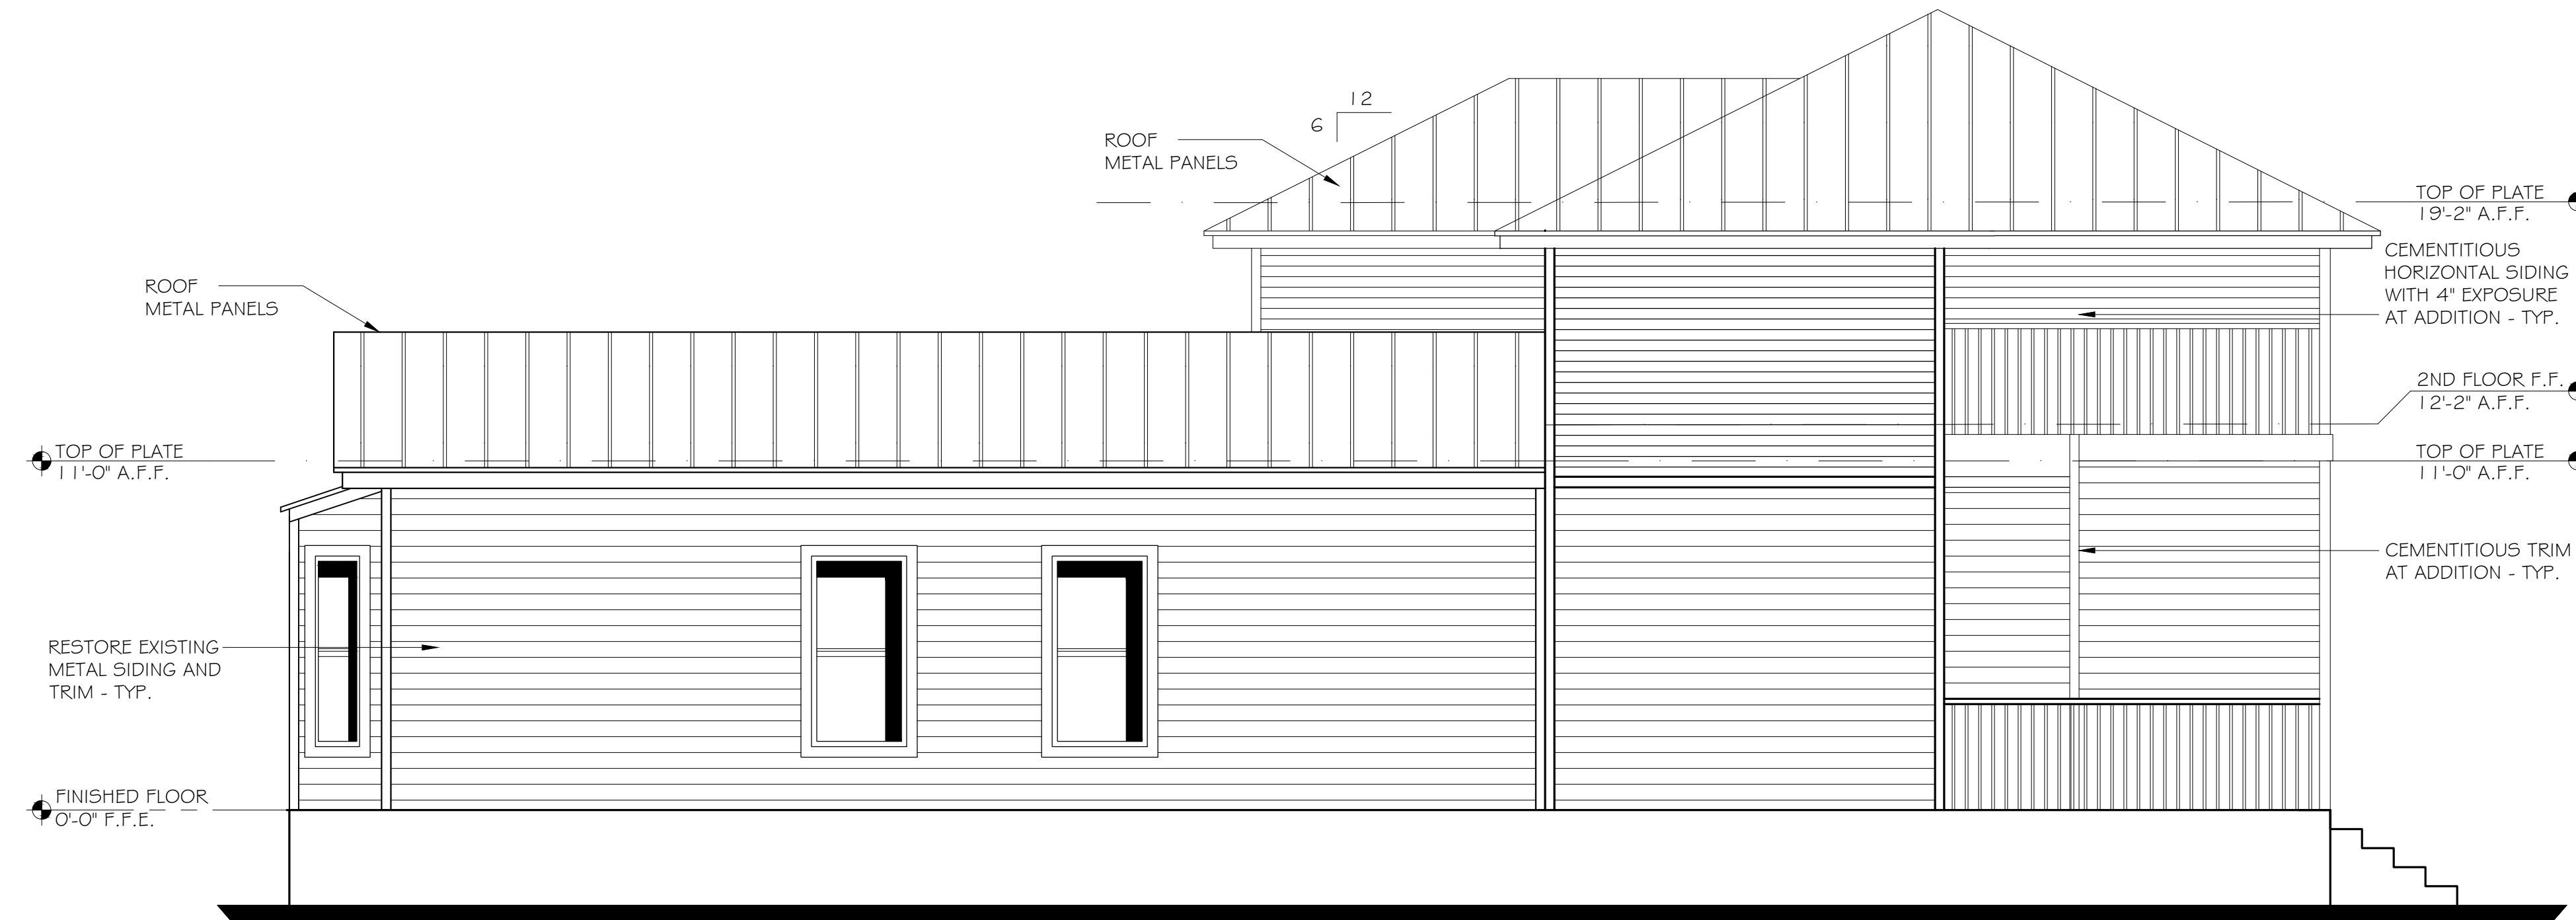 12
6
ROOF
METAL PANELS
TOP OF PLATE
19'-2" A.F.F.
CEMENTITIOUS
HORIZONTAL SIDING
WITH 4" EXPOSURE
AT ADDITION - TYP.
ROOF
METAL PANELS
2ND FLOOR F.F.
12'-2" A.F.F.
TOP OF PLATE
11'-0" A.F.F.
TOP OF PLATE
11'-0" A.F.F.
CEMENTITIOUS TRIM
AT ADDITION - TYP.
RESTORE EXISTING
METAL SIDING AND
TRIM - TYP.
FINISHED FLOOR
0'-0" F.F.E.